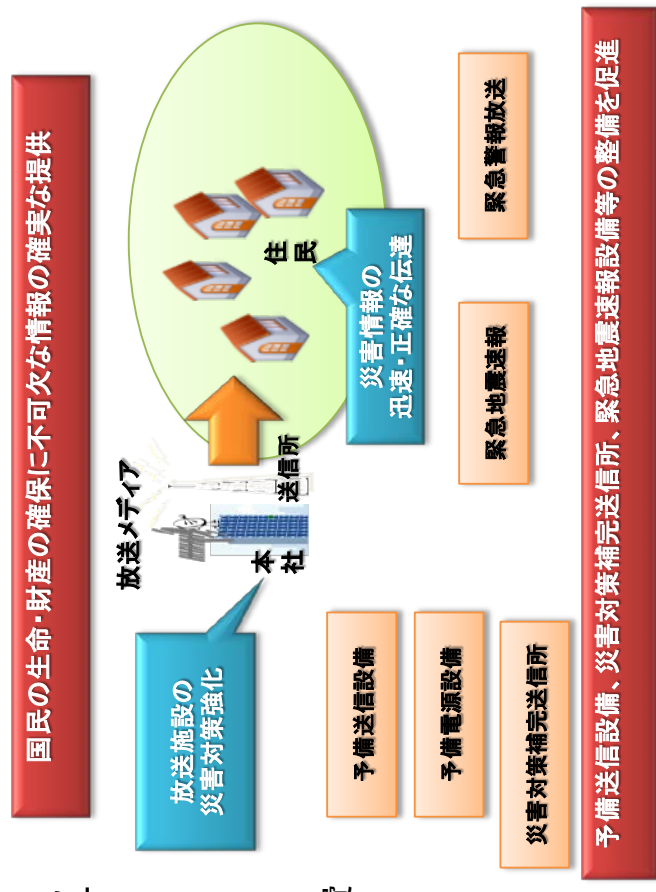 国民の生命・財産の確保に不可欠な情報の確実な提供
放送施設の
災害対策強化
放送メディア
本社
送信所
住民
災害情報の
迅速・正確な伝達
予備送信設備
予備電源設備
災害対策補完送信所
緊急地震速報
緊急警報放送
予備送信設備、災害対策補完送信所、緊急地震速報設備等の整備を促進